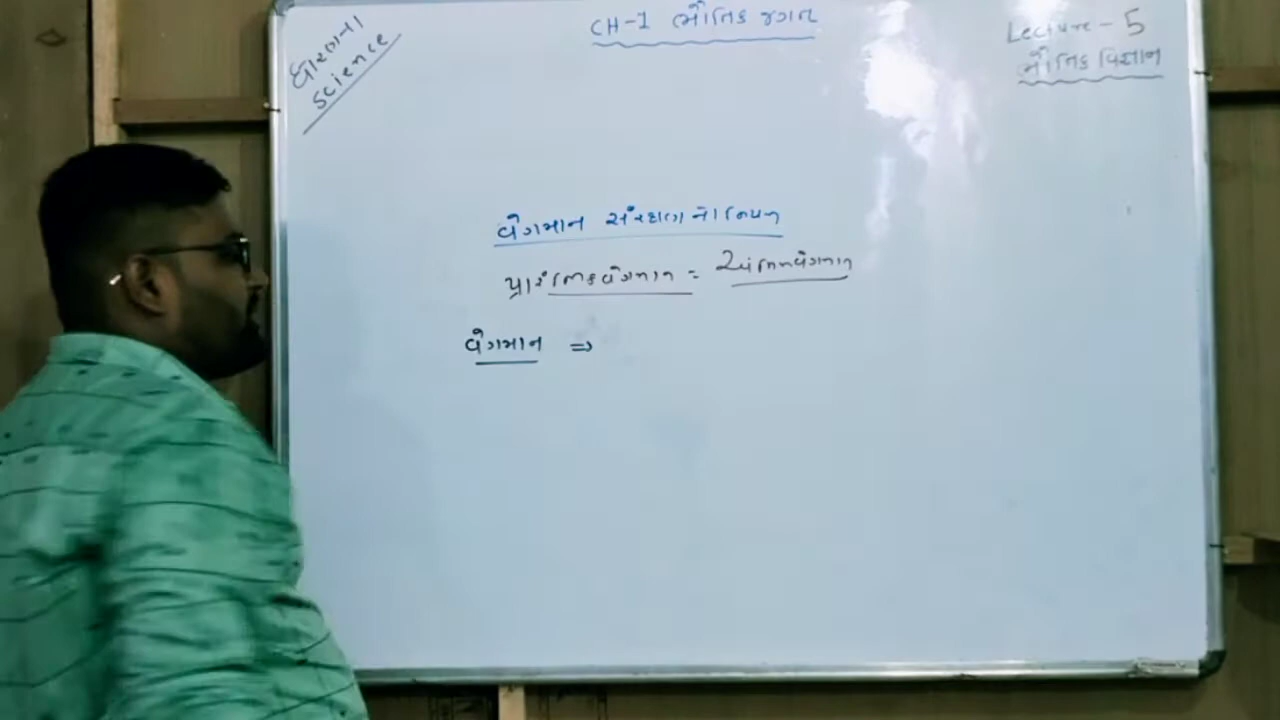 ધારણા
science
CH-1 ભૌતિક જગત
Lecture - 5
ભૌતિક વિજ્ઞાન
વેગમાન સંરક્ષણનો નિયમ
પ્રારંભિક વેગમાન = અંતિમ વેગમાન
વેગમાન ⇒